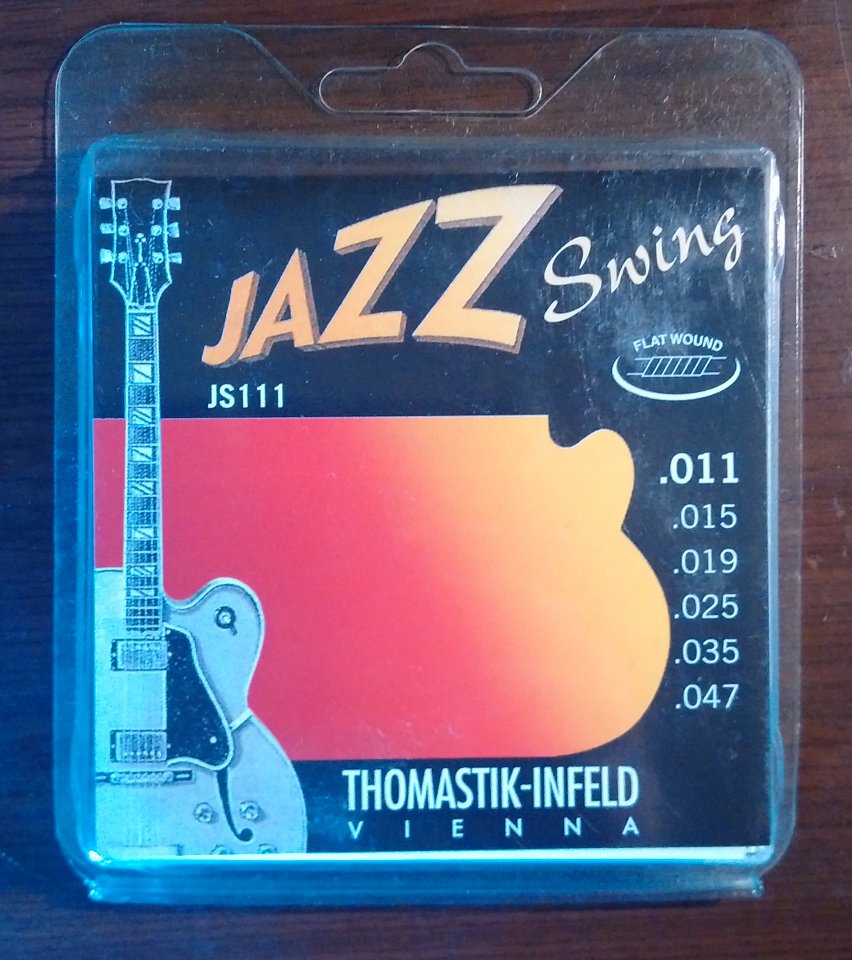 JAZZ Swing
JS111
FLAT WOUND
.011
.015
.019
.025
.035
.047
THOMASTIK-INFELD
VIENNA